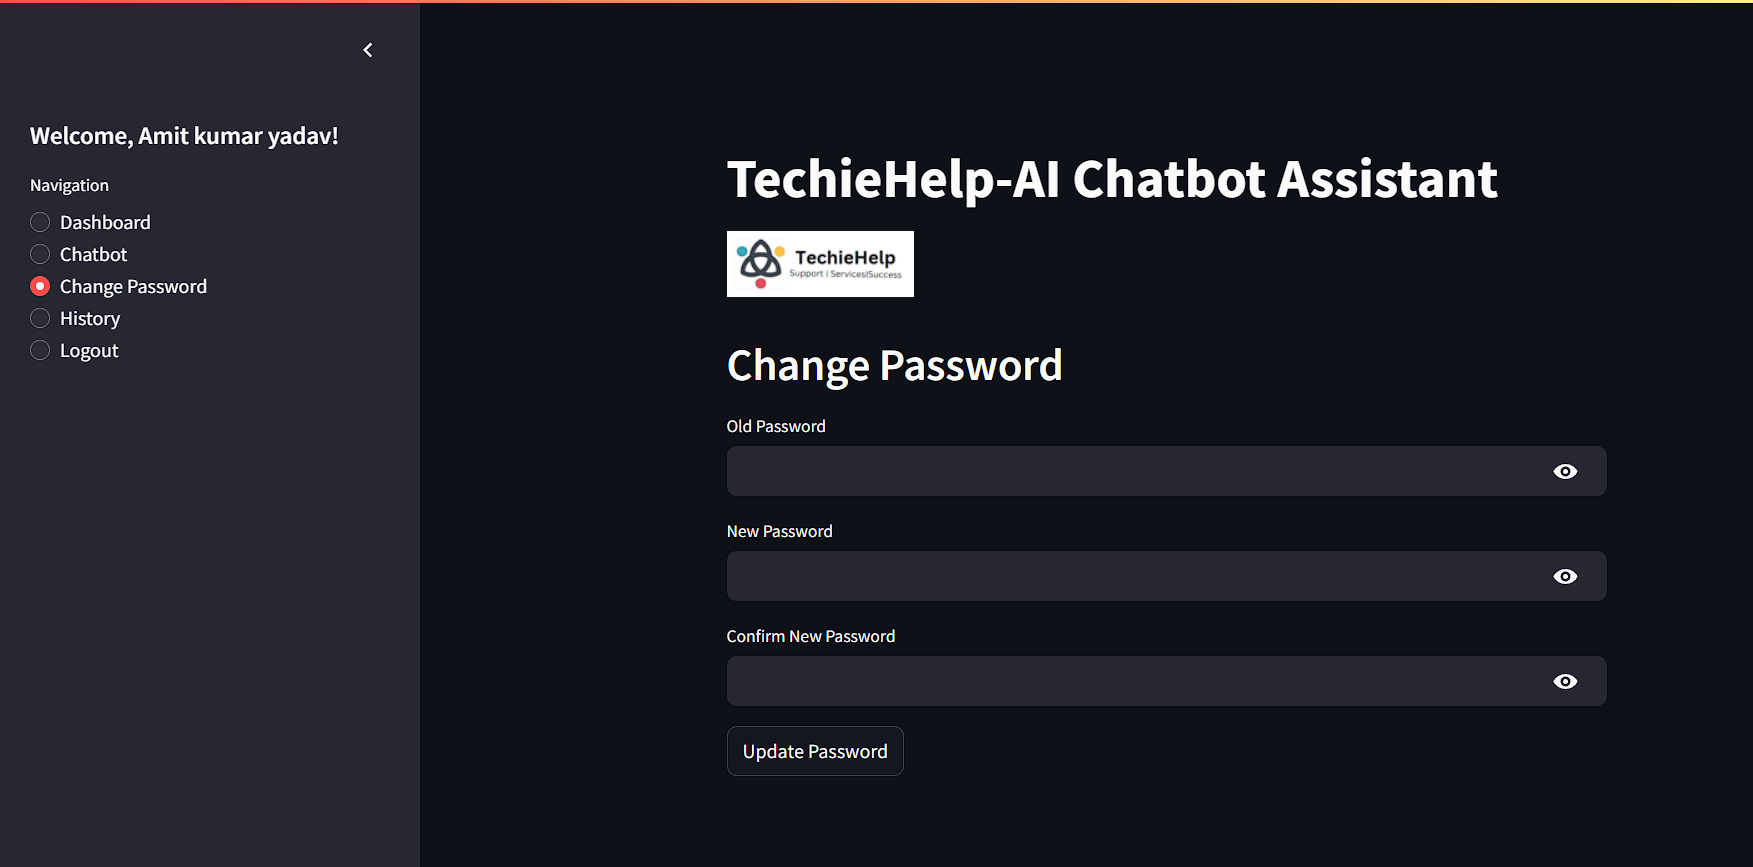 Welcome, Amit kumar yadav!
Navigation
Dashboard
Chatbot
Change Password
History
Logout
TechieHelp-AI Chatbot Assistant
TechieHelp
Support | Services|Success
Change Password
Old Password
New Password
Confirm New Password
Update Password